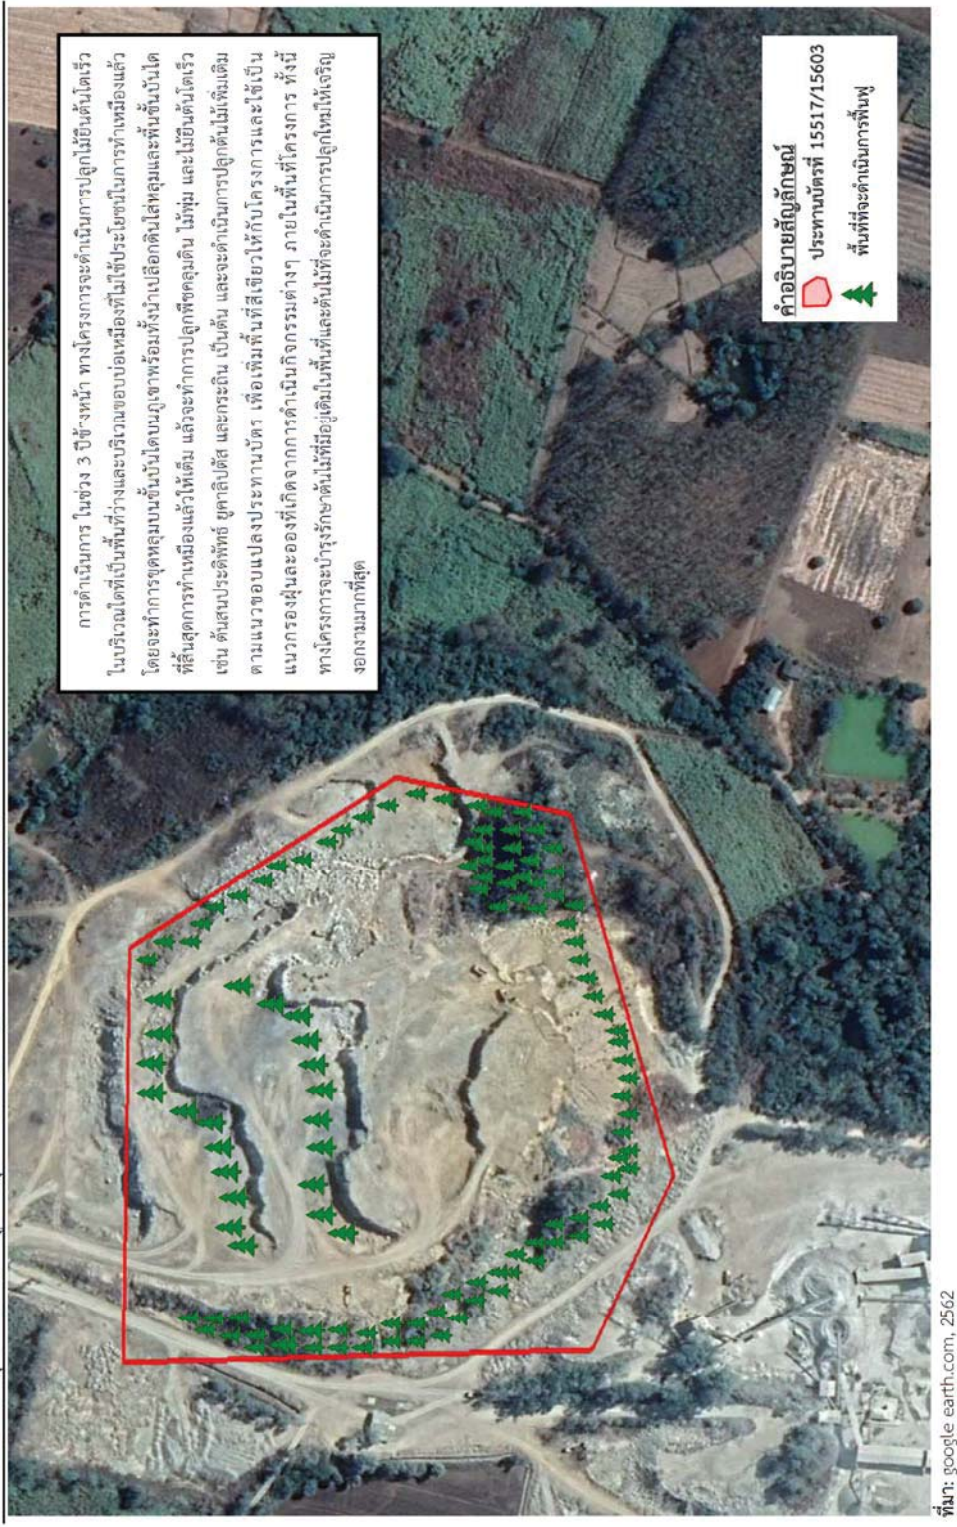 การดำเนินการ ในช่วง 3 ปีข้างหน้า ทางโครงการจะดำเนินการปลูกไม้ยืนต้นโตเร็ว
ในบริเวณใดที่เป็นพื้นที่ว่างและบริเวณขอบบ่อเหมืองที่ไม่ใช้ประโยชน์ในการทำเหมืองแล้ว
โดยจะทำการขุดหลุมบนขั้นบันไดบนภูเขาพร้อมทั้งนำเปลือกดินใส่หลุมและพื้นขั้นบันได
ที่สิ้นสุดการทำเหมืองแล้วให้เต็ม แล้วจะทำการปลูกพืชคลุมดิน ไม้พุ่ม และไม้ยืนต้นโตเร็ว
เช่น ต้นสนประดิพัทธ์ ยูคาลิปตัส และกระถิน เป็นต้น และจะดำเนินการปลูกต้นไม้เพิ่มเติม
ตามแนวขอบแปลงประทานบัตร เพื่อเพิ่มพื้นที่สีเขียวให้กับโครงการและใช้เป็น
แนวกรองฝุ่นละอองที่เกิดจากการดำเนินกิจกรรมต่างๆ ภายในพื้นที่โครงการ ทั้งนี้
ทางโครงการจะบำรุงรักษาต้นไม้ที่มีอยู่เดิมในพื้นที่และต้นไม้ที่จะดำเนินการปลูกใหม่ให้เจริญ
งอกงามมากที่สุด
คำอธิบายสัญลักษณ์
ประทานบัตรที่ 15517/15603
พื้นที่ที่จะดำเนินการฟื้นฟู
ที่มา: google earth.com, 2562